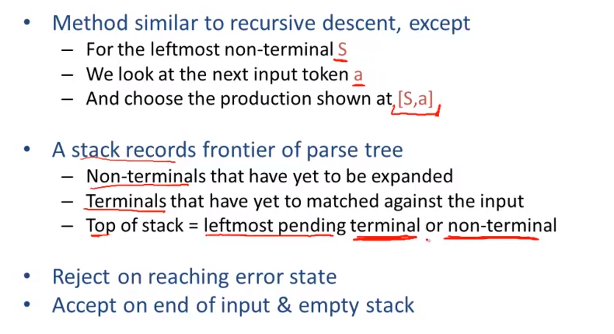 • Method similar to recursive descent, except
– For the leftmost non-terminal S
– We look at the next input token a
– And choose the production shown at [S,a]
• A stack records frontier of parse tree
– Non-terminals that have yet to be expanded
– Terminals that have yet to matched against the input
– Top of stack = leftmost pending terminal or non-terminal
• Reject on reaching error state
• Accept on end of input & empty stack